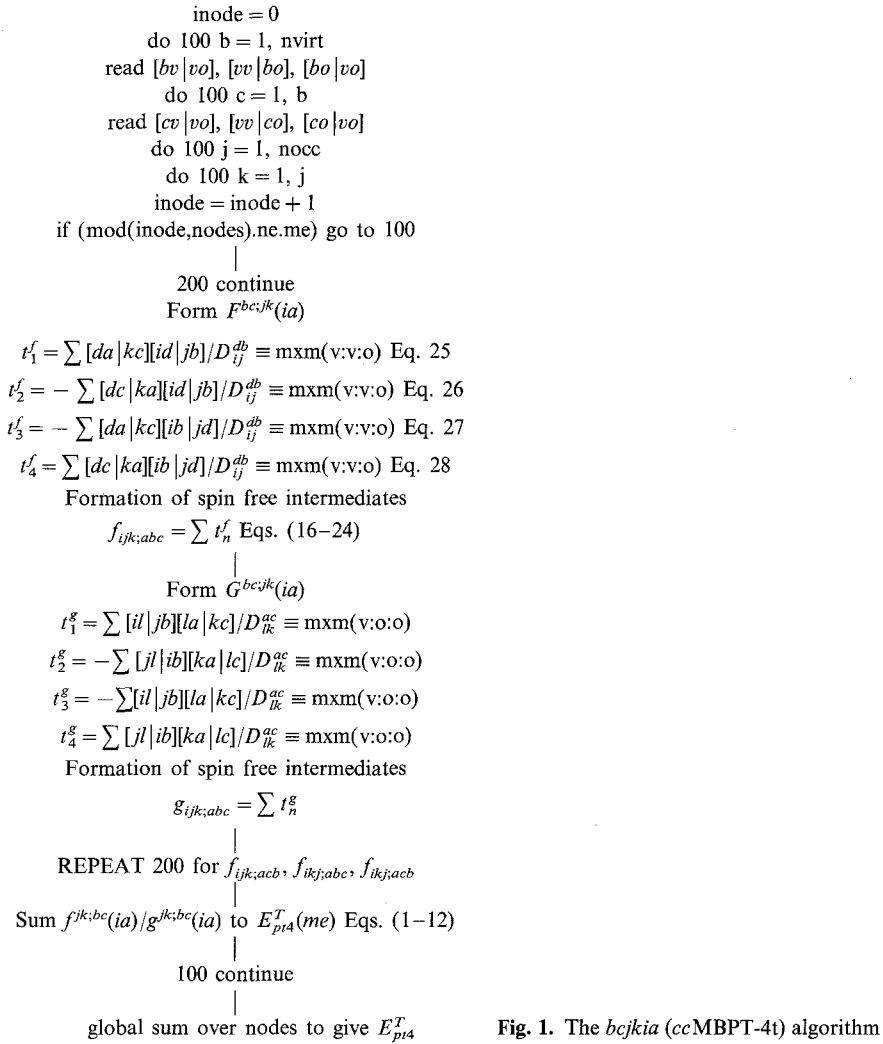 inode = 0
do 100 b = 1, nvirt
read [bv|vo], [vv|bo], [bo|vo]
do 100 c = 1, b
read [cv|vo], [vv|co], [co|vo]
do 100 j = 1, nocc
do 100 k = 1, j
inode = inode + 1
if (mod(inode,nodes).ne.me) go to 100
200 continue
Form F^{bc;jk}(ia)
t_1^f = ∑ [da|kc][id|jb]/D_{ij}^{db} ≡ mxm(v:v:o) Eq. 25
t_2^f = − ∑ [dc|ka][id|jb]/D_{ij}^{db} ≡ mxm(v:v:o) Eq. 26
t_3^f = − ∑ [da|kc][ib|jd]/D_{ij}^{db} ≡ mxm(v:v:o) Eq. 27
t_4^f = ∑ [dc|ka][ib|jd]/D_{ij}^{db} ≡ mxm(v:v:o) Eq. 28
Formation of spin free intermediates
f_{ijk;abc} = ∑ t_n^f Eqs. (16–24)
Form G^{bc;jk}(ia)
t_1^g = ∑ [il|jb][la|kc]/D_{lk}^{ac} ≡ mxm(v:o:o)
t_2^g = −∑ [jl|ib][ka|lc]/D_{lk}^{ac} ≡ mxm(v:o:o)
t_3^g = −∑[il|jb][la|kc]/D_{lk}^{ac} ≡ mxm(v:o:o)
t_4^g = ∑ [jl|ib][ka|lc]/D_{lk}^{ac} ≡ mxm(v:o:o)
Formation of spin free intermediates
g_{ijk;abc} = ∑ t_n^g
REPEAT 200 for f_{ijk;acb}, f_{ikj;abc}, f_{ikj;acb}
Sum f^{jk;bc}(ia)/g^{jk;bc}(ia) to E_{pt4}^T(me) Eqs. (1–12)
100 continue
global sum over nodes to give E_{pt4}^T
Fig. 1. The bcjkia (ccMBPT-4t) algorithm